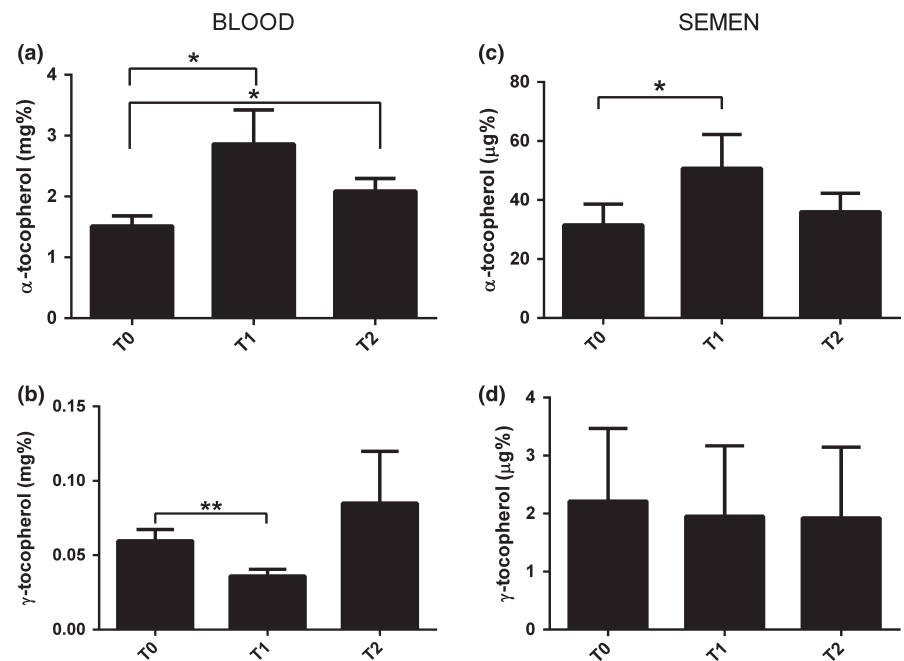 BLOOD
SEMEN
(a)
α-tocopherol (mg%)
4
3
2
1
0
*
*
T0
T1
T2
(c)
α-tocopherol (µg%)
80
60
40
20
0
*
T0
T1
T2
(b)
γ-tocopherol (mg%)
0.15
0.10
0.05
0.00
**
T0
T1
T2
(d)
γ-tocopherol (µg%)
4
3
2
1
0
T0
T1
T2